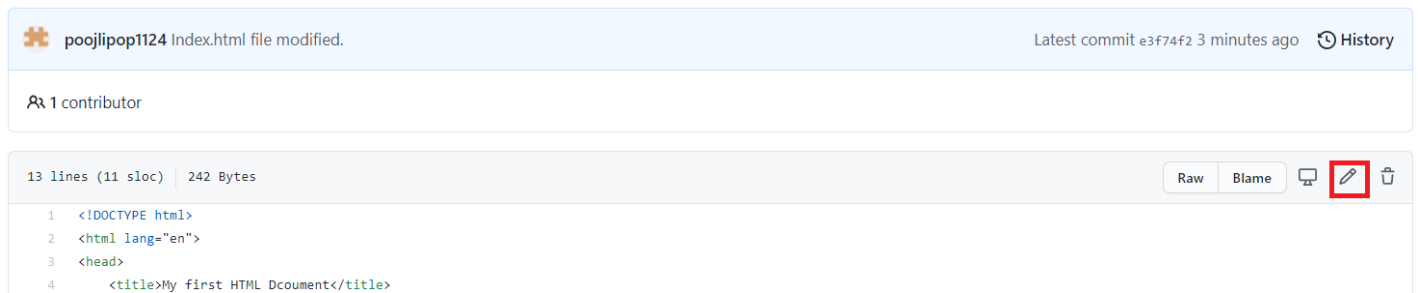 poojlipop1124 Index.html file modified.
Latest commit e3f74f2 3 minutes ago History
1 contributor
13 lines (11 sloc) 242 Bytes
Raw Blame
1 <!DOCTYPE html>
2 <html lang="en">
3 <head>
4 <title>My first HTML Dcoument</title>